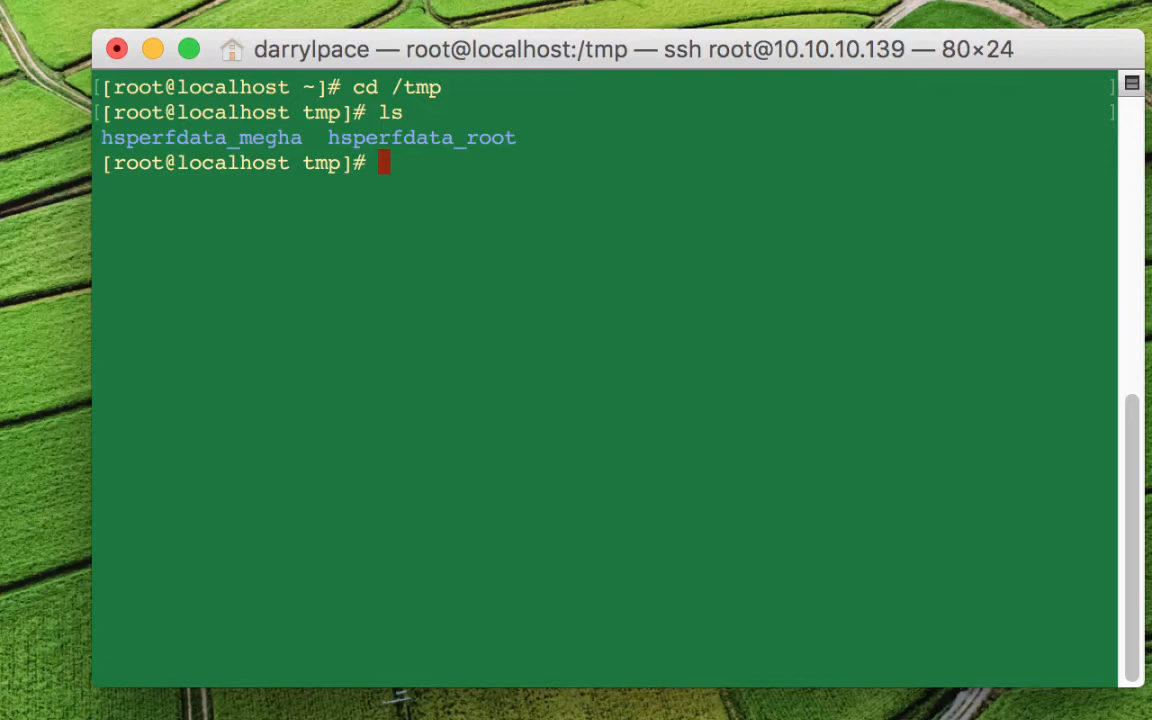 darrylpace — root@localhost:/tmp — ssh root@10.10.10.139 — 80×24
[[root@localhost ~]# cd /tmp ]
[[root@localhost tmp]# ls ]
hsperfdata_megha  hsperfdata_root
[root@localhost tmp]#